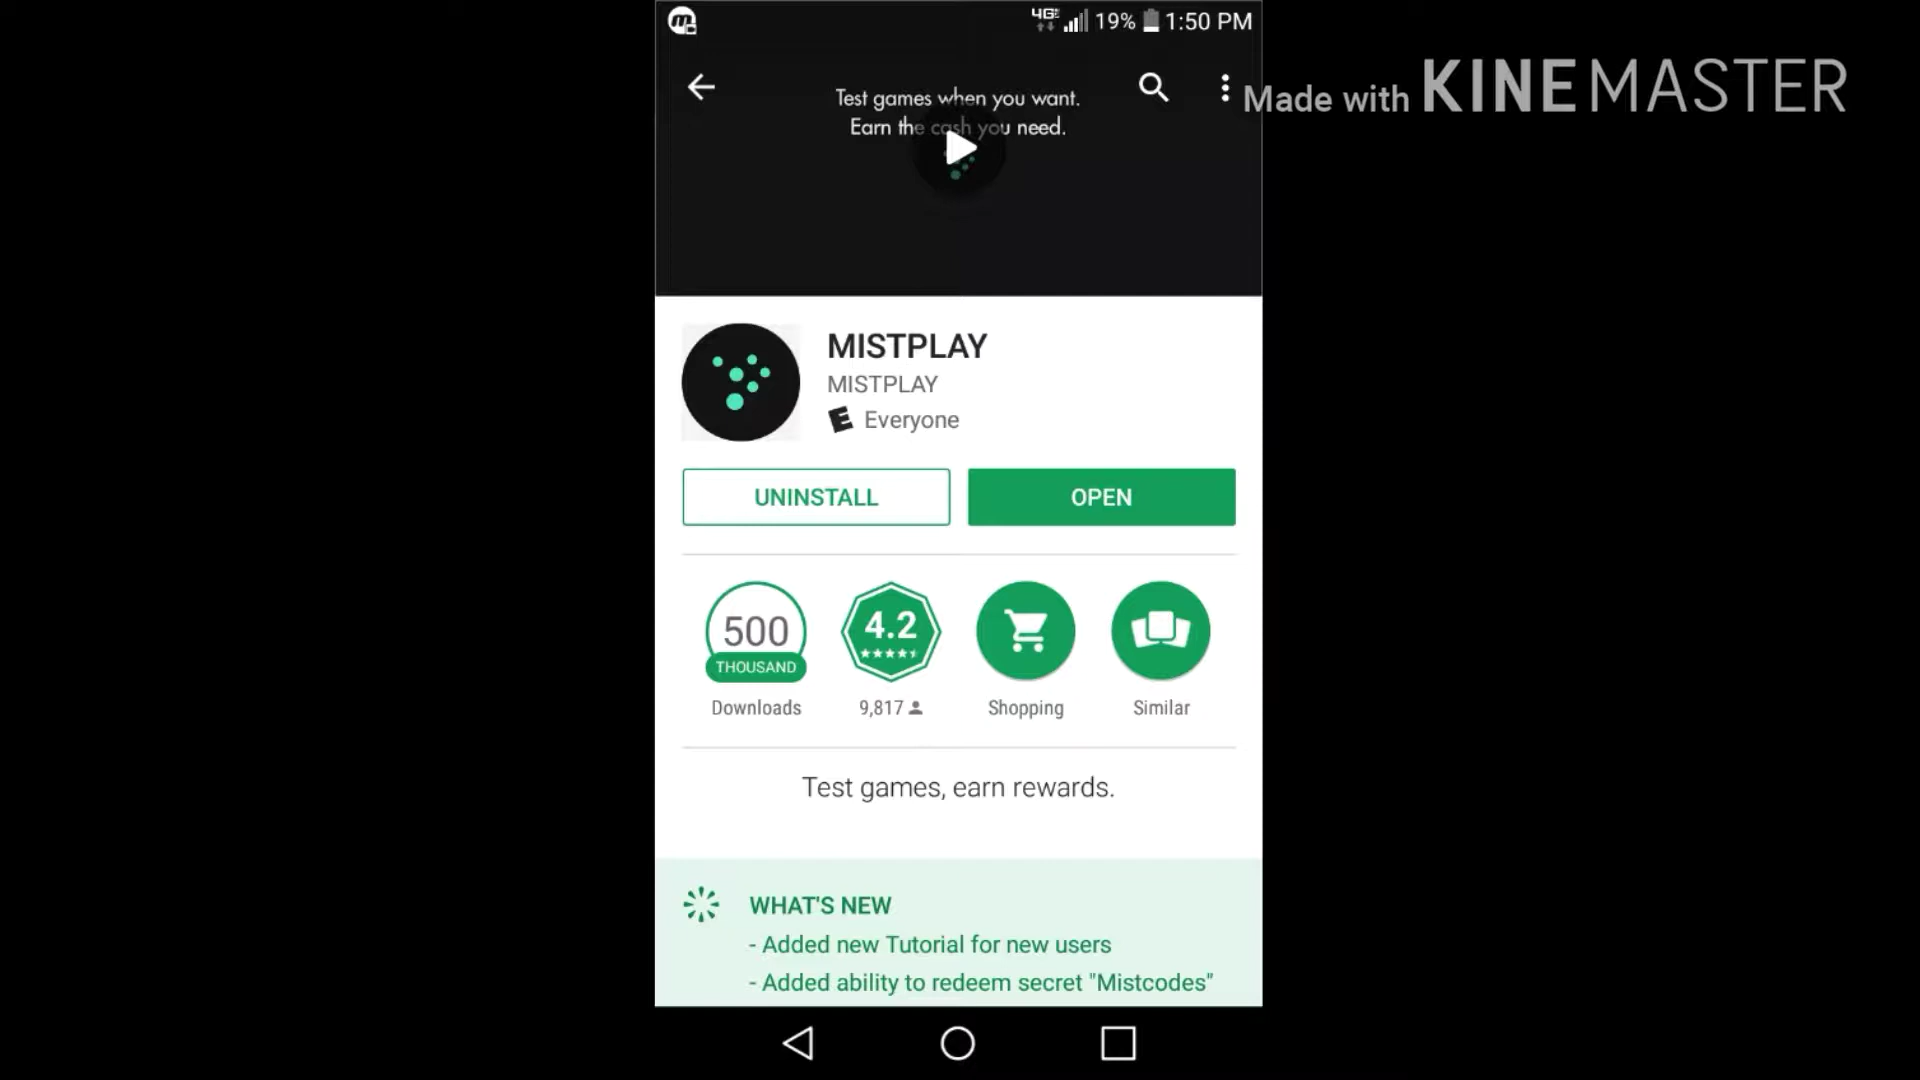 4G 19% 1:50 PM
Made with KINEMASTER
Test games when you want.
Earn the cash you need.
MISTPLAY
MISTPLAY
E Everyone
UNINSTALL
OPEN
500
THOUSAND
Downloads
4.2
9,817
Shopping
Similar
Test games, earn rewards.
WHAT'S NEW
- Added new Tutorial for new users
- Added ability to redeem secret "Mistcodes"